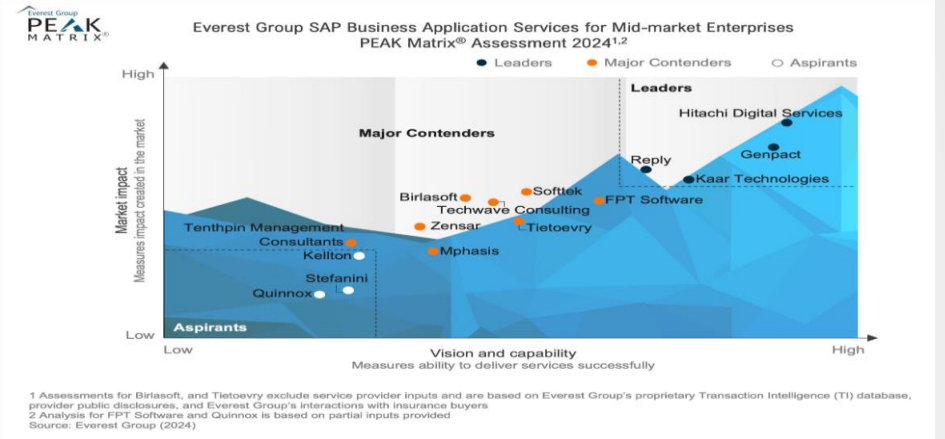 Everest Group
PEAK
MATRIX®
Everest Group SAP Business Application Services for Mid-market Enterprises
PEAK Matrix® Assessment 2024¹,²
Leaders
Major Contenders
Aspirants
High
Leaders
Hitachi Digital Services
Major Contenders
Genpact
Reply
Kaar Technologies
Market impact
Measures impact created in the market
Birlasoft
Softtek
FPT Software
Techwave Consulting
Tenthpin Management
Consultants
Zensar
Tietoevry
Mphasis
Kellton
Stefanini
Quinnox
Aspirants
Low
Low
Vision and capability
High
Measures ability to deliver services successfully
1 Assessments for Birlasoft, and Tietoevry exclude service provider inputs and are based on Everest Group's proprietary Transaction Intelligence (TI) database,
provider public disclosures, and Everest Group's interactions with insurance buyers
2 Analysis for FPT Software and Quinnox is based on partial inputs provided
Source: Everest Group (2024)